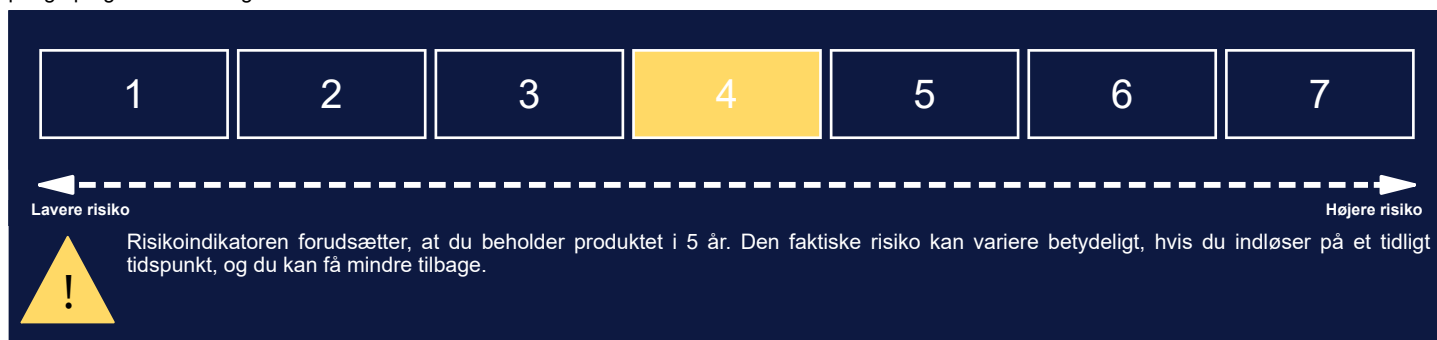 1 2 3 4 5 6 7
Lavere risiko Højere risiko
Risikoindikatoren forudsætter, at du beholder produktet i 5 år. Den faktiske risiko kan variere betydeligt, hvis du indløser på et tidligt
tidspunkt, og du kan få mindre tilbage.
!